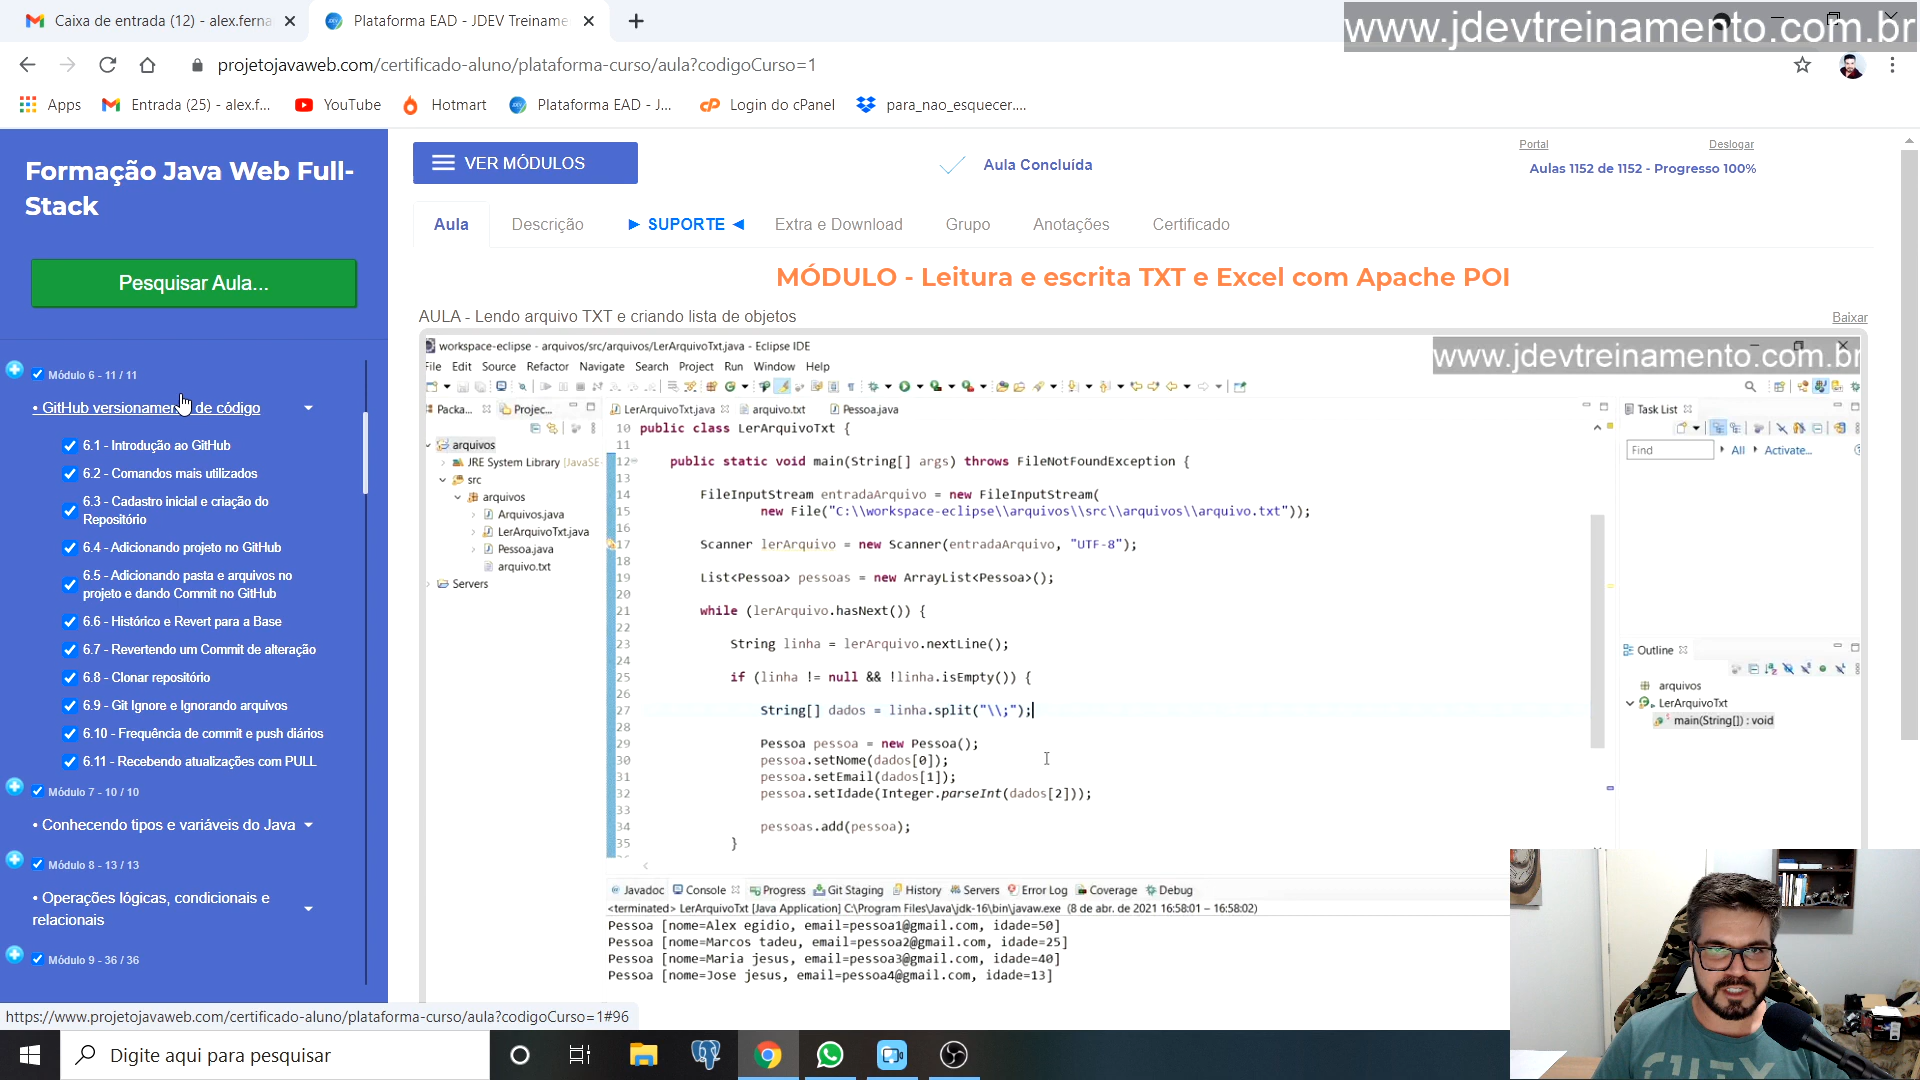 Caixa de entrada (12) - alex.ferna
Plataforma EAD - JDEV Treiname
www.jdevtreinamento.com.br
projetojavaweb.com/certificado-aluno/plataforma-curso/aula?codigoCurso=1
Apps
Entrada (25) - alex.f...
YouTube
Hotmart
Plataforma EAD - J...
Login do cPanel
para_nao_esquecer....
Formação Java Web Full-
Stack
Pesquisar Aula...
Módulo 6 - 11 / 11
• GitHub versionamen de código
6.1 - Introdução ao GitHub
6.2 - Comandos mais utilizados
6.3 - Cadastro inicial e criação do
Repositório
6.4 - Adicionando projeto no GitHub
6.5 - Adicionando pasta e arquivos no
projeto e dando Commit no GitHub
6.6 - Histórico e Revert para a Base
6.7 - Revertendo um Commit de alteração
6.8 - Clonar repositório
6.9 - Git Ignore e Ignorando arquivos
6.10 - Frequência de commit e push diários
6.11 - Recebendo atualizações com PULL
Módulo 7 - 10 / 10
• Conhecendo tipos e variáveis do Java
Módulo 8 - 13 / 13
• Operações lógicas, condicionais e
relacionais
Módulo 9 - 36 / 36
VER MÓDULOS
Aula Concluída
Portal
Deslogar
Aulas 1152 de 1152 - Progresso 100%
Aula
Descrição
► SUPORTE ◄
Extra e Download
Grupo
Anotações
Certificado
MÓDULO - Leitura e escrita TXT e Excel com Apache POI
AULA - Lendo arquivo TXT e criando lista de objetos
Baixar
workspace-eclipse - arquivos/src/arquivos/LerArquivoTxt.java - Eclipse IDE
www.jdevtreinamento.com.br
File Edit Source Refactor Navigate Search Project Run Window Help
Packa...
Projec...
arquivos
JRE System Library [JavaSE-
src
arquivos
Arquivos.java
LerArquivoTxt.java
Pessoa.java
arquivo.txt
Servers
LerArquivoTxt.java
arquivo.txt
Pessoa.java
10 public class LerArquivoTxt {
11
12 public static void main(String[] args) throws FileNotFoundException {
13
14 FileInputStream entradaArquivo = new FileInputStream(
15 new File("C:\\workspace-eclipse\\arquivos\\src\\arquivos\\arquivo.txt"));
16
17 Scanner lerArquivo = new Scanner(entradaArquivo, "UTF-8");
18
19 List<Pessoa> pessoas = new ArrayList<Pessoa>();
20
21 while (lerArquivo.hasNext()) {
22
23 String linha = lerArquivo.nextLine();
24
25 if (linha != null && !linha.isEmpty()) {
26
27 String[] dados = linha.split("\\;");
28
29 Pessoa pessoa = new Pessoa();
30 pessoa.setNome(dados[0]);
31 pessoa.setEmail(dados[1]);
32 pessoa.setIdade(Integer.parseInt(dados[2]));
33
34 pessoas.add(pessoa);
35 }
Task List
Find
All
Activate...
Outline
arquivos
LerArquivoTxt
main(String[]) : void
Javadoc
Console
Progress
Git Staging
History
Servers
Error Log
Coverage
Debug
<terminated> LerArquivoTxt [Java Application] C:\Program Files\Java\jdk-16\bin\javaw.exe (8 de abr. de 2021 16:58:01 – 16:58:02)
Pessoa [nome=Alex egidio, email=pessoa1@gmail.com, idade=50]
Pessoa [nome=Marcos tadeu, email=pessoa2@gmail.com, idade=25]
Pessoa [nome=Maria jesus, email=pessoa3@gmail.com, idade=40]
Pessoa [nome=Jose jesus, email=pessoa4@gmail.com, idade=13]
https://www.projetojavaweb.com/certificado-aluno/plataforma-curso/aula?codigoCurso=1#96
Digite aqui para pesquisar